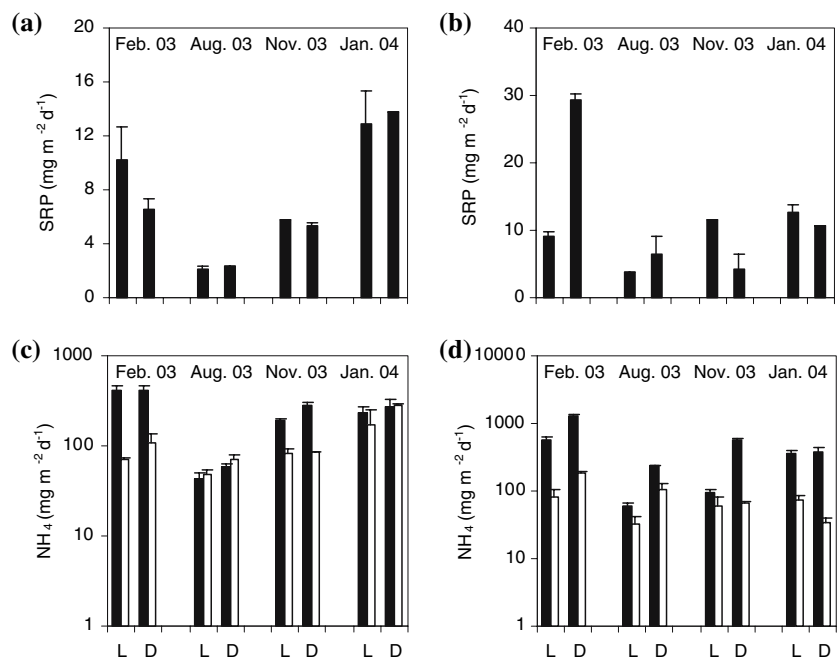 (a)
Feb. 03 Aug. 03 Nov. 03 Jan. 04
20
16
12
8
4
0
SRP (mg m⁻² d⁻¹)
(b)
Feb. 03 Aug. 03 Nov. 03 Jan. 04
40
30
20
10
0
SRP (mg m⁻² d⁻¹)
(c)
Feb. 03 Aug. 03 Nov. 03 Jan. 04
1000
100
10
1
NH₄ (mg m⁻² d⁻¹)
L D L D L D L D
(d)
Feb. 03 Aug. 03 Nov. 03 Jan. 04
10000
1000
100
10
1
NH₄ (mg m⁻² d⁻¹)
L D L D L D L D